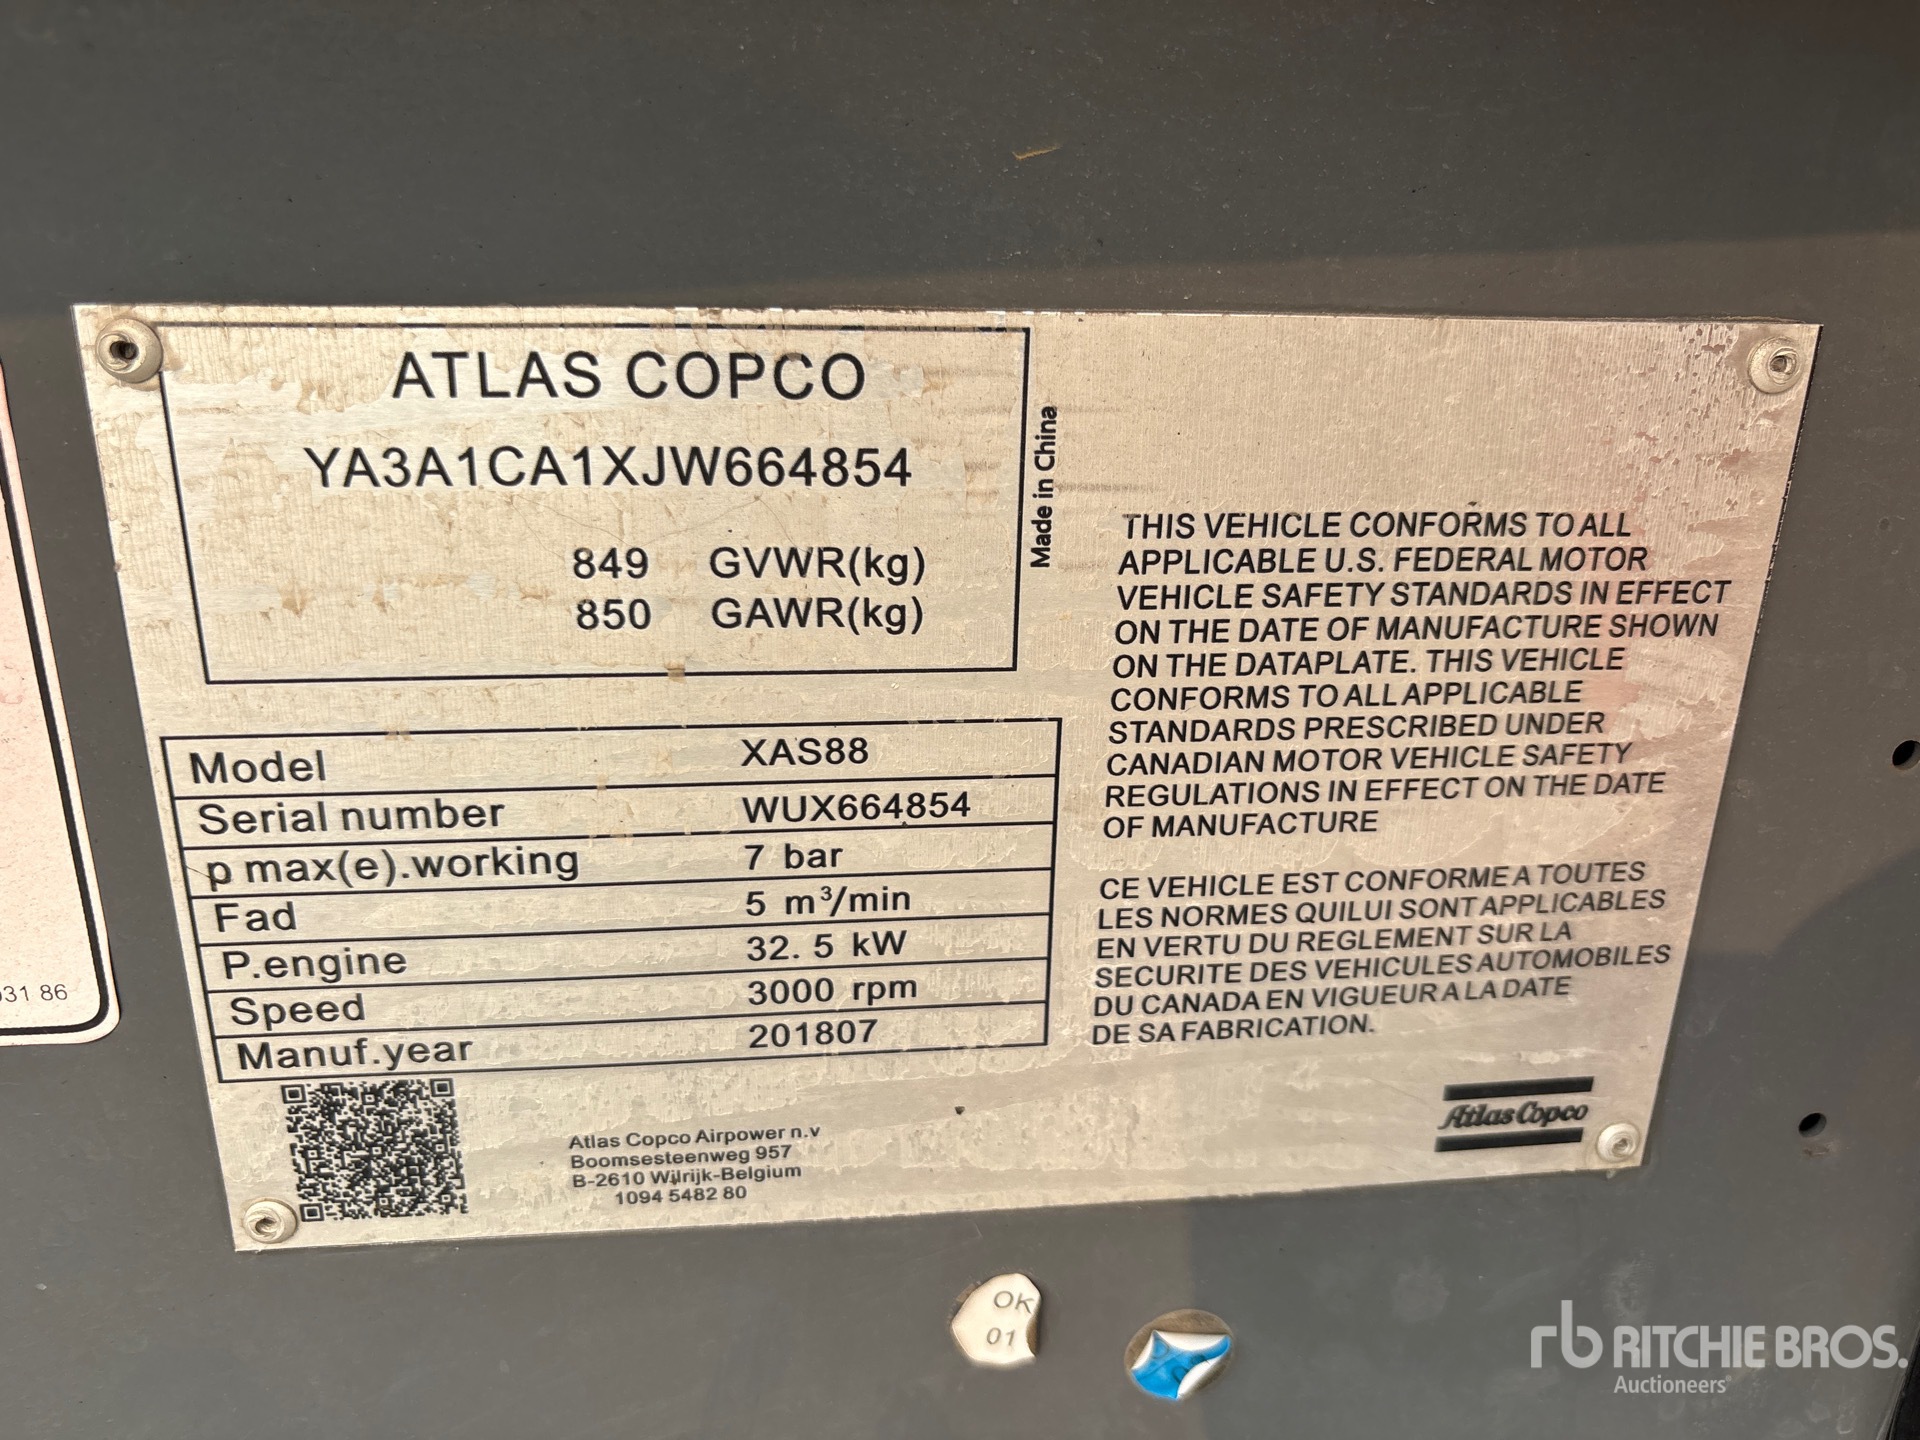 ATLAS COPCO
YA3A1CA1XJW664854
849 GVWR(kg)
850 GAWR(kg)
Made in China
Model XAS88
Serial number WUX664854
p max(e).working 7 bar
Fad 5 m³/min
P.engine 32.5 kW
Speed 3000 rpm
Manuf.year 201807
Atlas Copco Airpower n.v
Boomsesteenweg 957
B-2610 Wilrijk-Belgium
1094 5482 80
THIS VEHICLE CONFORMS TO ALL
APPLICABLE U.S. FEDERAL MOTOR
VEHICLE SAFETY STANDARDS IN EFFECT
ON THE DATE OF MANUFACTURE SHOWN
ON THE DATAPLATE. THIS VEHICLE
CONFORMS TO ALL APPLICABLE
STANDARDS PRESCRIBED UNDER
CANADIAN MOTOR VEHICLE SAFETY
REGULATIONS IN EFFECT ON THE DATE
OF MANUFACTURE
CE VEHICLE EST CONFORME A TOUTES
LES NORMES QUI LUI SONT APPLICABLES
EN VERTU DU REGLEMENT SUR LA
SECURITE DES VEHICULES AUTOMOBILES
DU CANADA EN VIGUEUR A LA DATE
DE SA FABRICATION.
Atlas Copco
31 86
OK
01
rb RITCHIE BROS.
Auctioneers